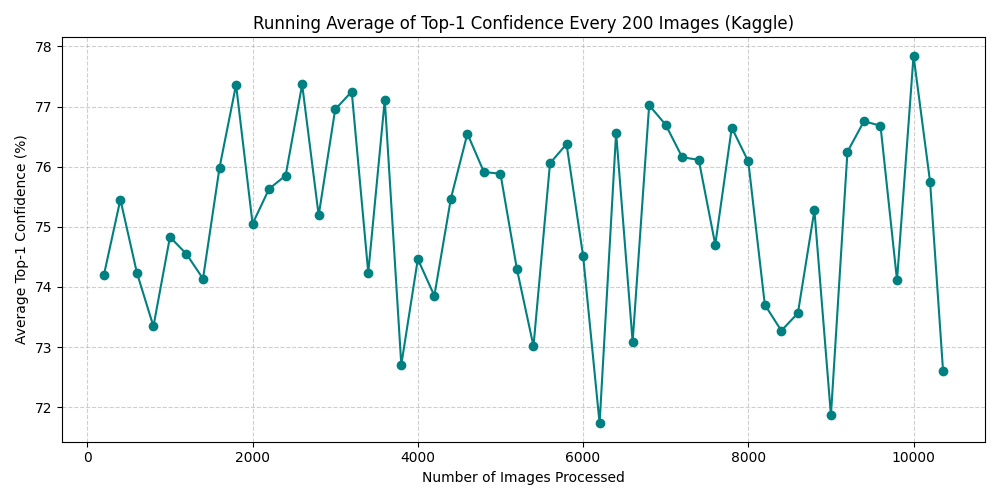 Running Average of Top-1 Confidence Every 200 Images (Kaggle)
Average Top-1 Confidence (%)
78
77
76
75
74
73
72
0 2000 4000 6000 8000 10000
Number of Images Processed